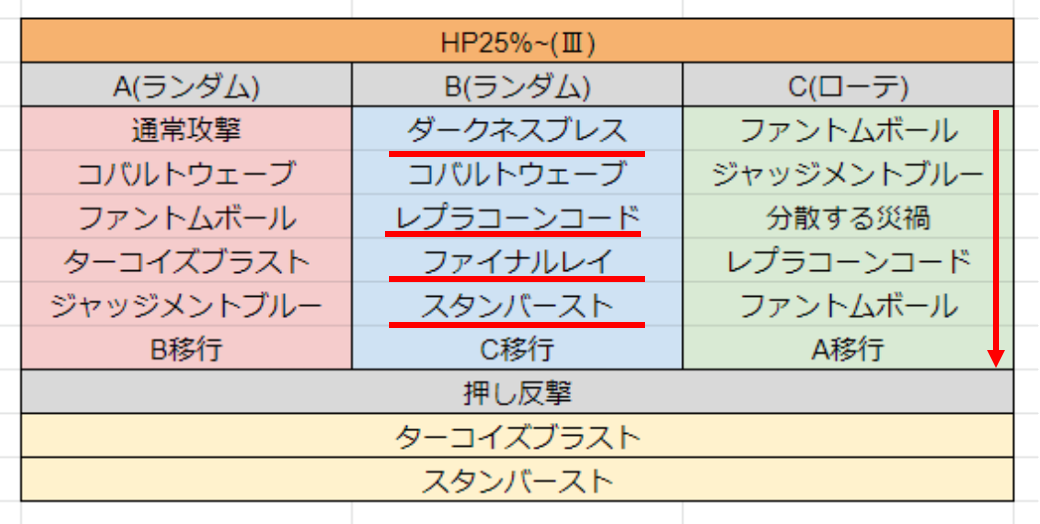 HP25%~(Ⅲ)
A(ランダム) B(ランダム) C(ローテ)
通常攻撃 ダークネスブレス ファントムボール
コバルトウェーブ コバルトウェーブ ジャッジメントブルー
ファントムボール レプラコーンコード 分散する災禍
ターコイズブラスト ファイナルレイ レプラコーンコード
ジャッジメントブルー スタンバースト ファントムボール
B移行 C移行 A移行
押し反撃
ターコイズブラスト
スタンバースト